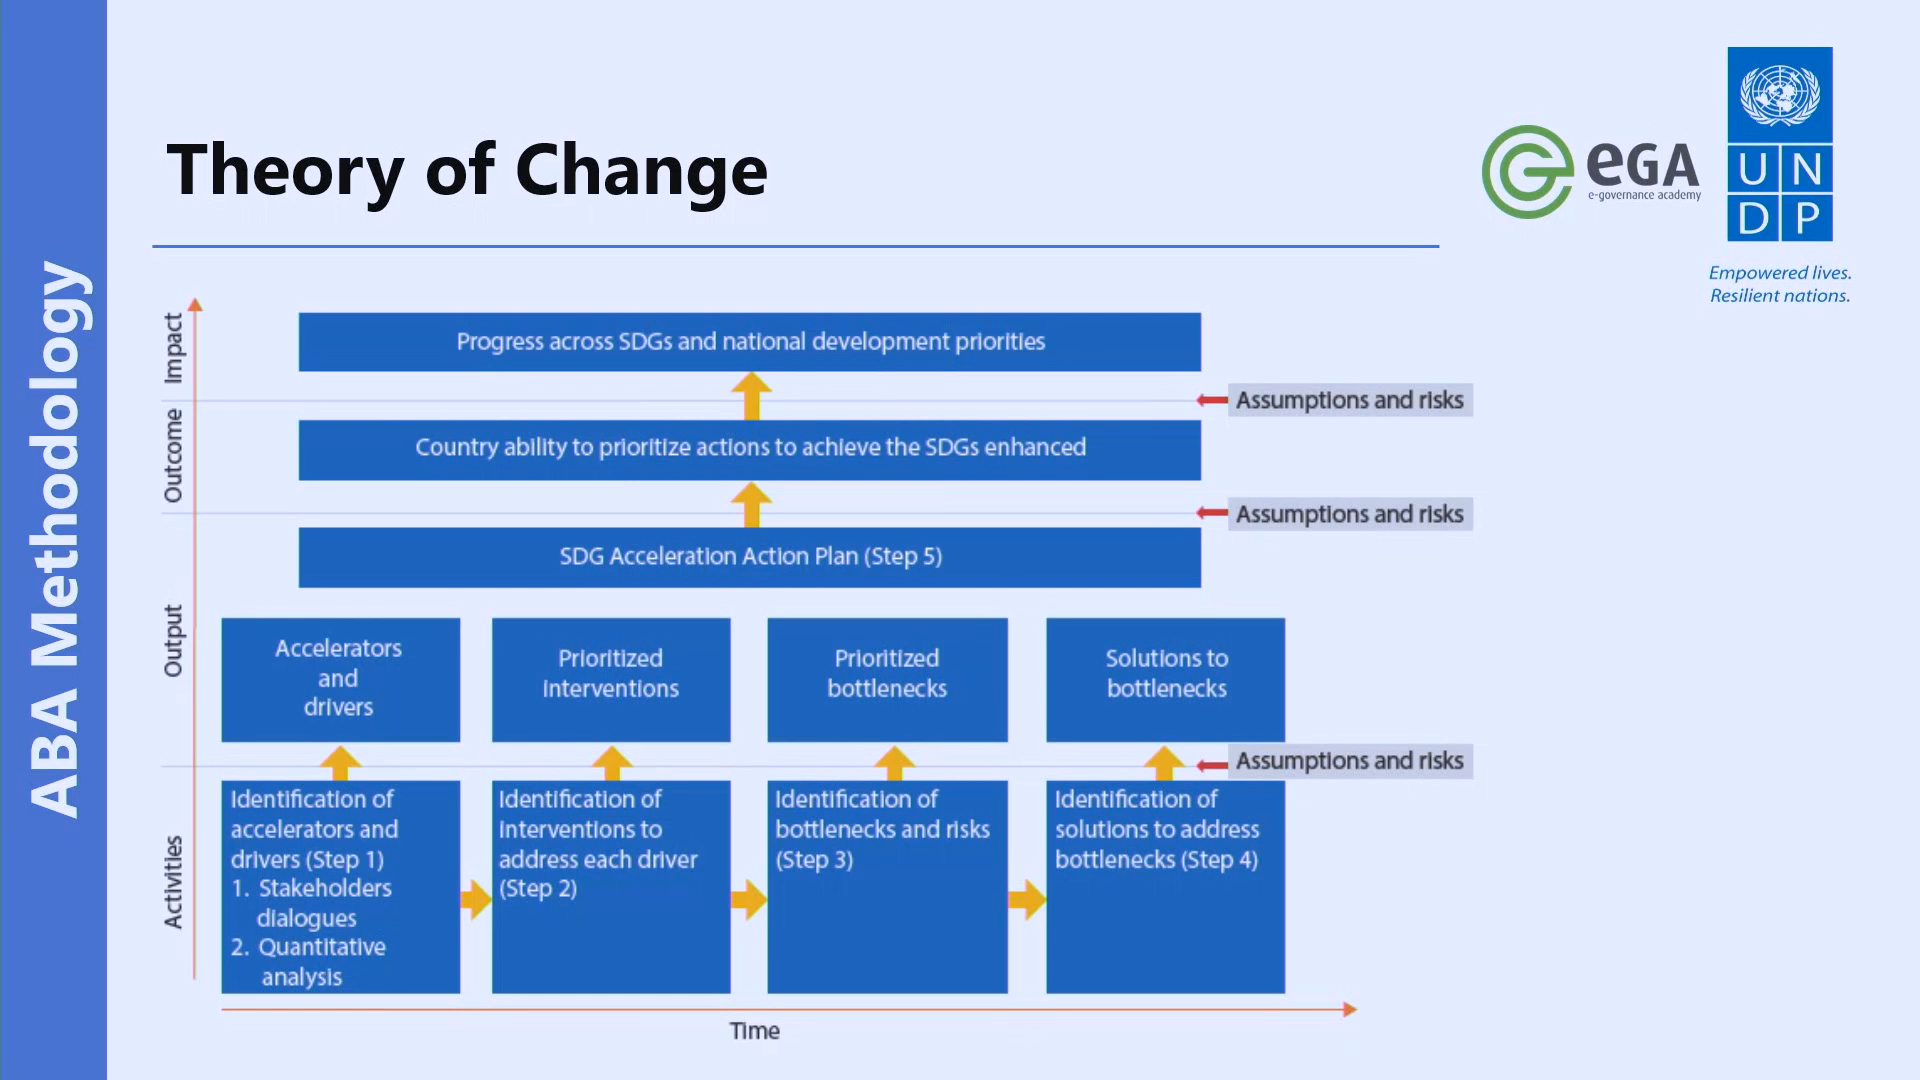 ABA Methodology
Theory of Change
eGA
e-governance academy
U N
D P
Empowered lives.
Resilient nations.
Impact
Progress across SDGs and national development priorities
Assumptions and risks
Outcome
Country ability to prioritize actions to achieve the SDGs enhanced
Assumptions and risks
Output
SDG Acceleration Action Plan (Step 5)
Accelerators
and
drivers
Prioritized
interventions
Prioritized
bottlenecks
Solutions to
bottlenecks
Assumptions and risks
Activities
Identification of
accelerators and
drivers (Step 1)
1. Stakeholders
dialogues
2. Quantitative
analysis
Identification of
interventions to
address each driver
(Step 2)
Identification of
bottlenecks and risks
(Step 3)
Identification of
solutions to address
bottlenecks (Step 4)
Time